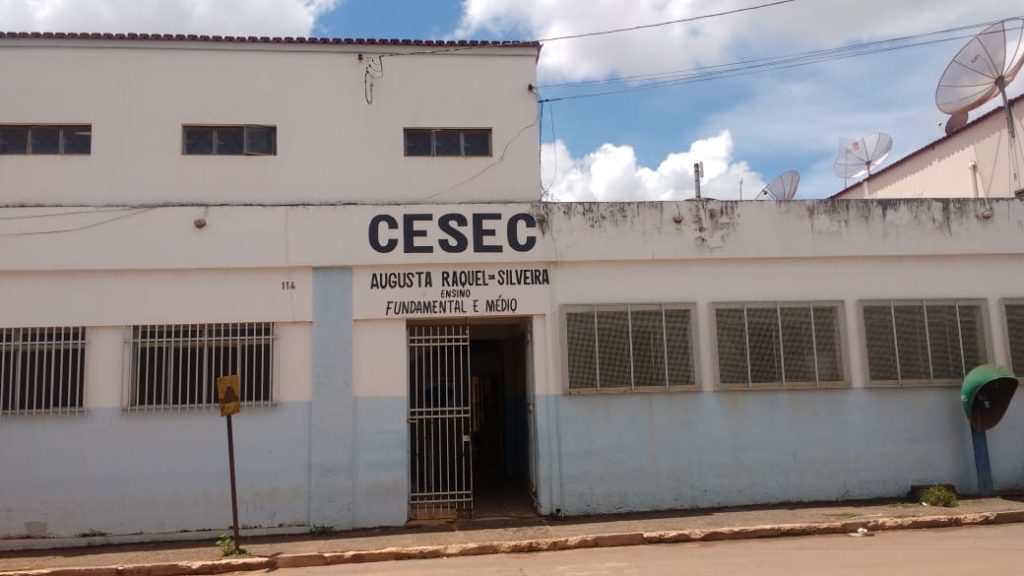 CESEC
114
AUGUSTA RAQUEL DA SILVEIRA
ENSINO
FUNDAMENTAL E MÉDIO